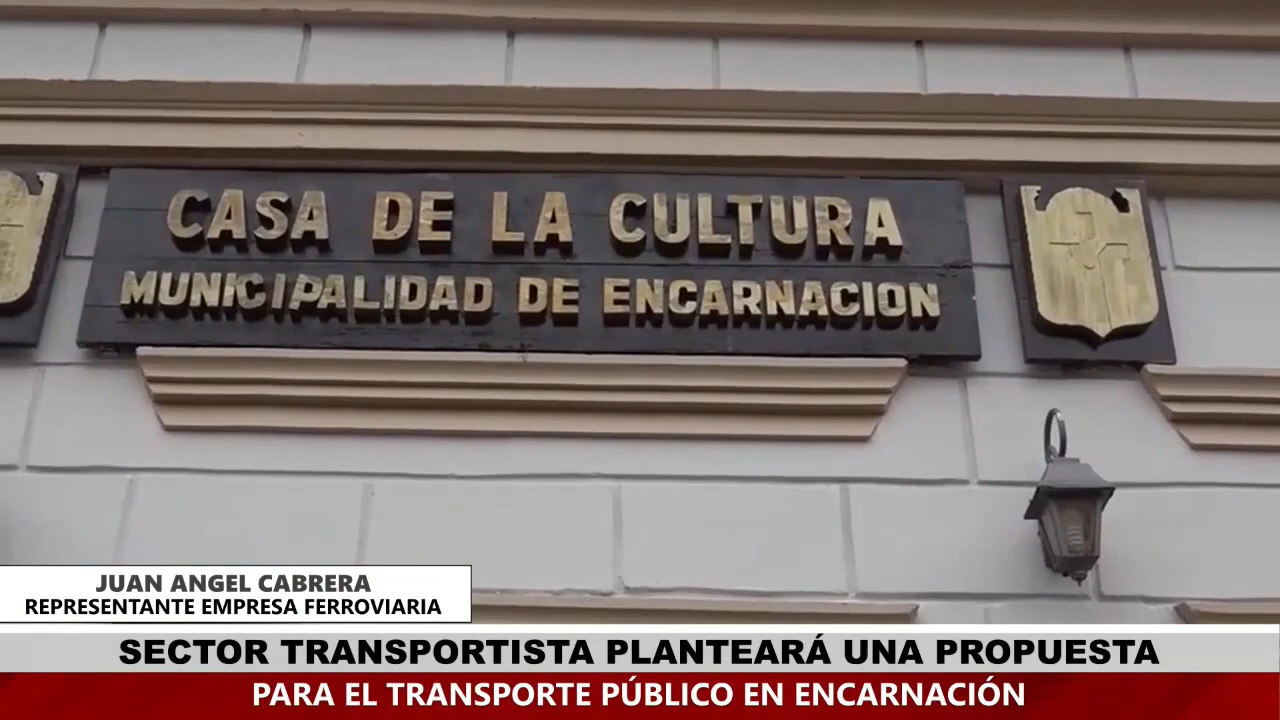 CASA DE LA CULTURA
MUNICIPALIDAD DE ENCARNACION
JUAN ANGEL CABRERA
REPRESENTANTE EMPRESA FERROVIARIA
SECTOR TRANSPORTISTA PLANTEARÁ UNA PROPUESTA
PARA EL TRANSPORTE PÚBLICO EN ENCARNACIÓN